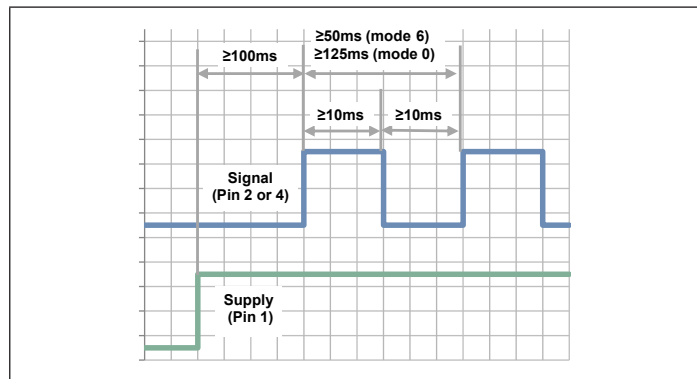 ≥50ms (mode 6)
≥100ms
≥125ms (mode 0)
≥10ms
≥10ms
Signal
(Pin 2 or 4)
Supply
(Pin 1)